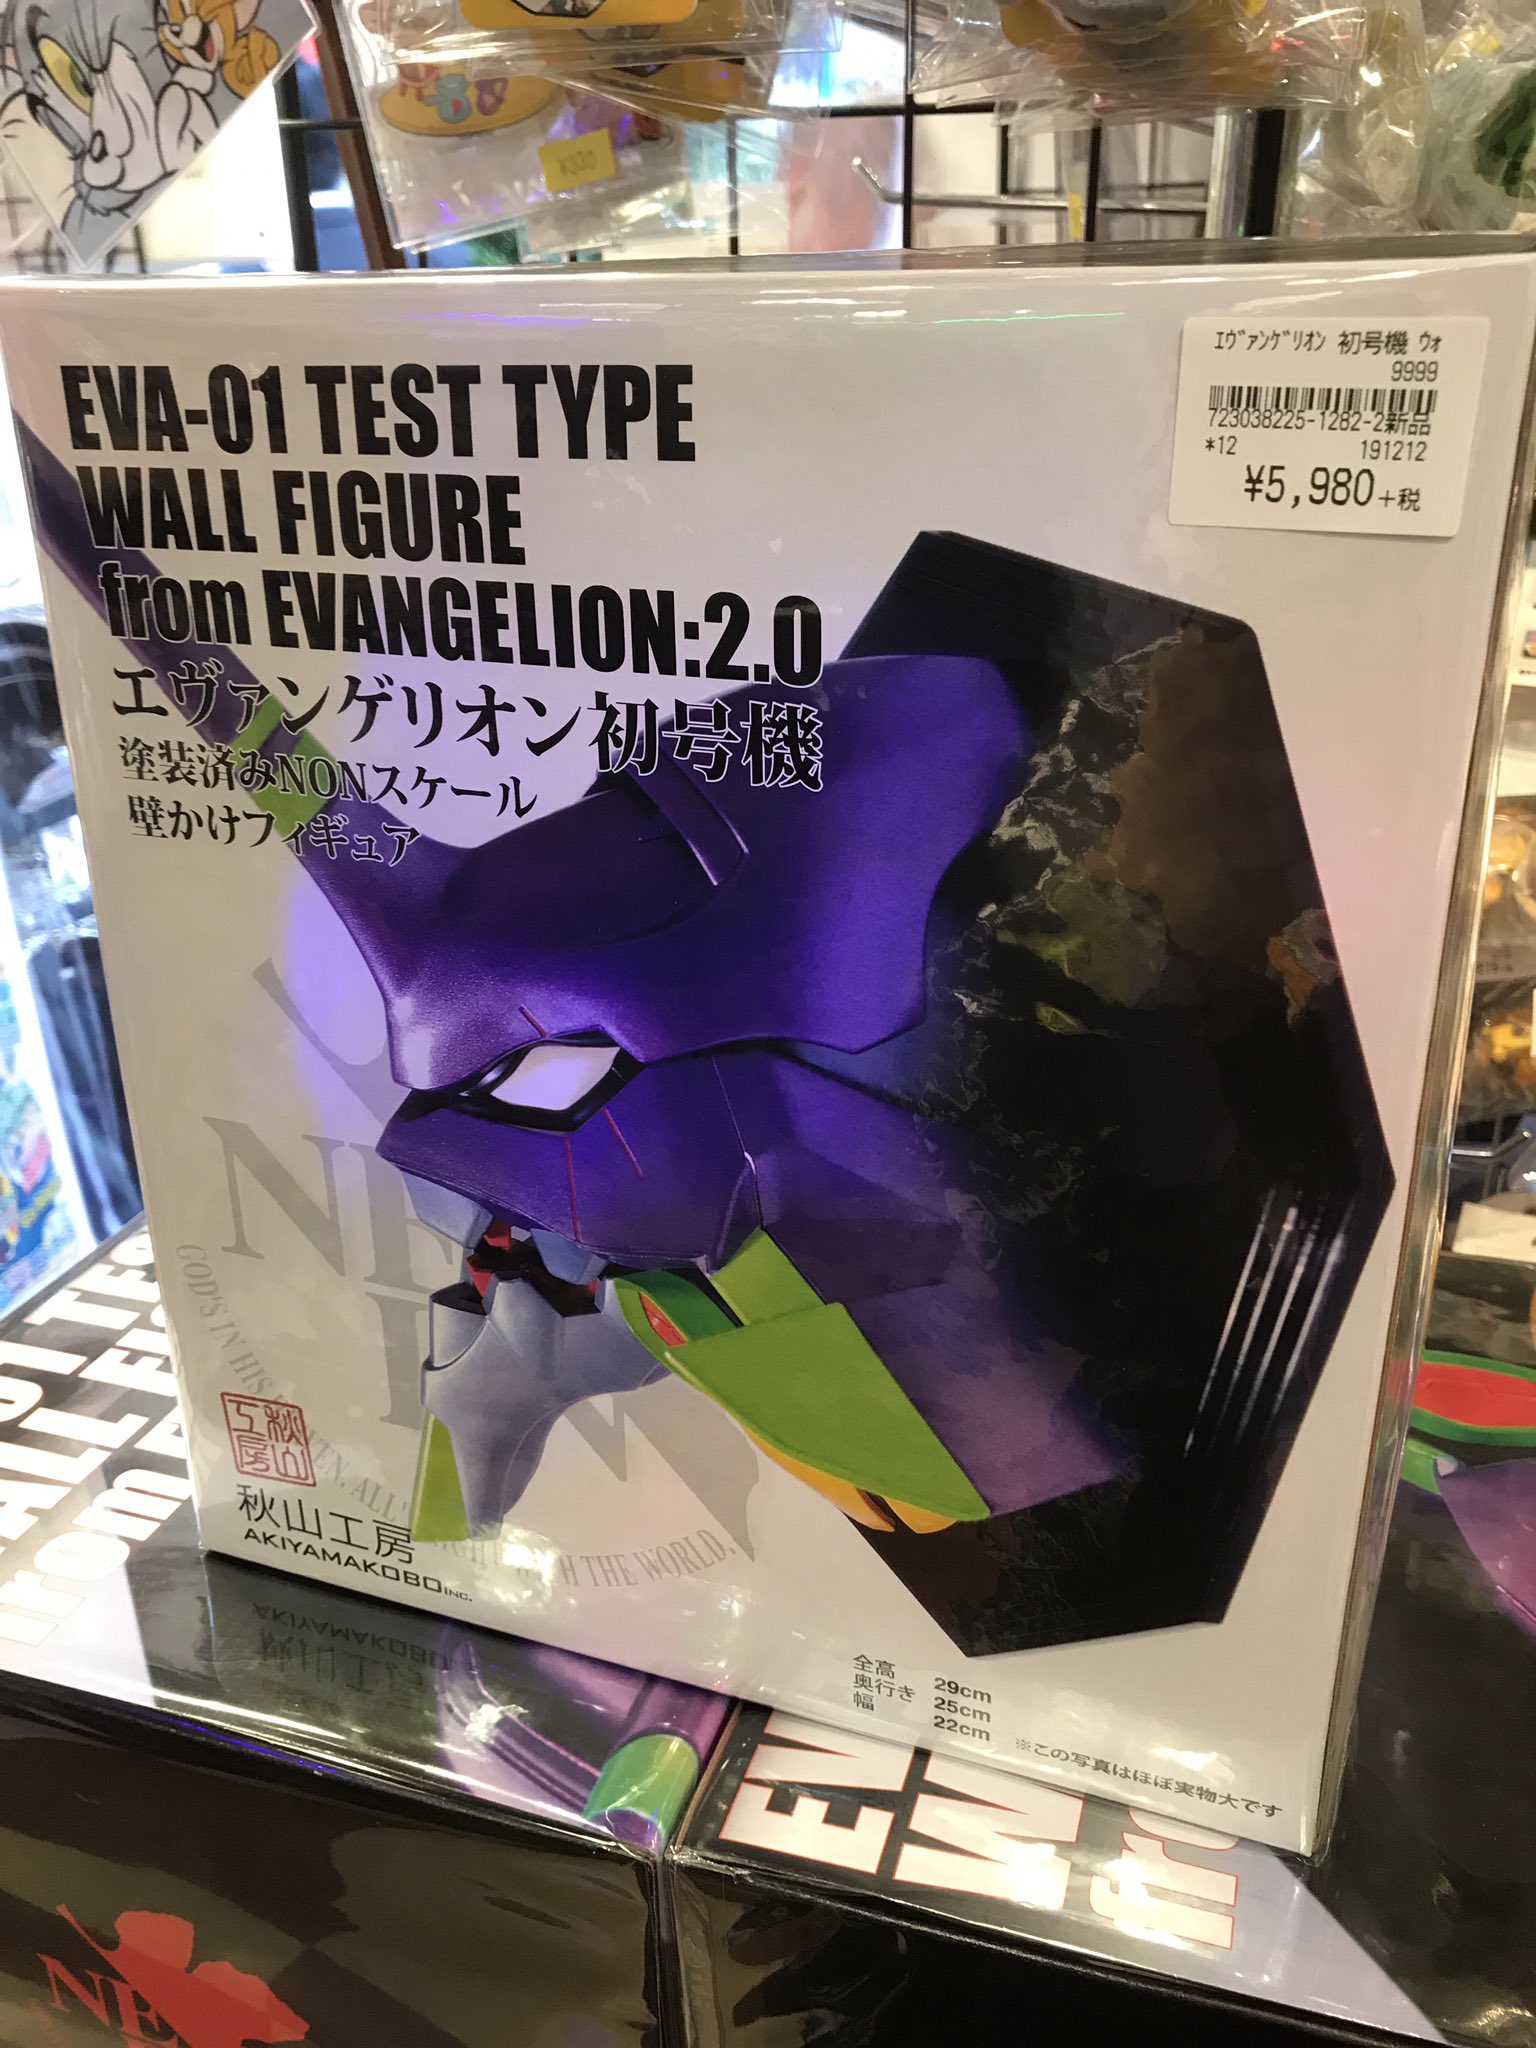 ¥330
ｴｳﾞｧﾝｹﾞﾘｵﾝ 初号機 ｳｫ
9999
723038225-1282-2新品
*12 191212
¥5,980+税
EVA-01 TEST TYPE
WALL FIGURE
from EVANGELION:2.0
エヴァンゲリオン初号機
塗装済みNONスケール
壁かけフィギュア
NE
GOD'S IN HIS
ALL'
THE WORLD.
秋山工房
秋山工房
AKIYAMAKOBO INC.
全高 29cm
奥行き 25cm
幅 22cm
※この写真はほぼ実物大です
from
NE